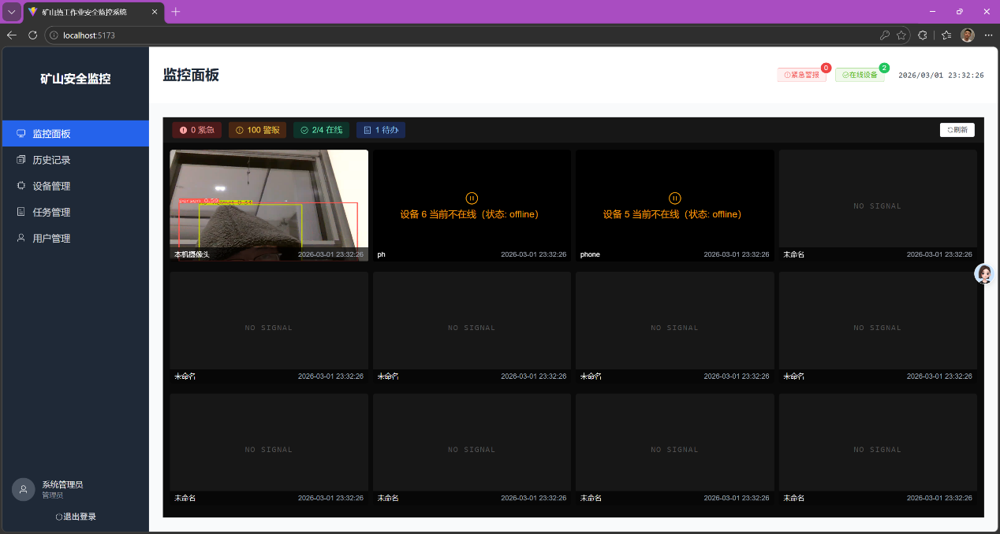 矿山热工作业安全监控系统
localhost:5173
矿山安全监控
监控面板
历史记录
设备管理
任务管理
用户管理
系统管理员
管理员
退出登录
监控面板
紧急警报 0
在线设备 2
2026/03/01 23:32:26
0 紧急
100 警报
2/4 在线
1 待办
刷新
person 0.50
本机摄像头 2026-03-01 23:32:26
设备 6 当前不在线（状态: offline）
ph 2026-03-01 23:32:26
设备 5 当前不在线（状态: offline）
phone 2026-03-01 23:32:26
NO SIGNAL
未命名 2026-03-01 23:32:26
NO SIGNAL
未命名 2026-03-01 23:32:26
NO SIGNAL
未命名 2026-03-01 23:32:26
NO SIGNAL
未命名 2026-03-01 23:32:26
NO SIGNAL
未命名 2026-03-01 23:32:26
NO SIGNAL
未命名 2026-03-01 23:32:26
NO SIGNAL
未命名 2026-03-01 23:32:26
NO SIGNAL
未命名 2026-03-01 23:32:26
NO SIGNAL
未命名 2026-03-01 23:32:26